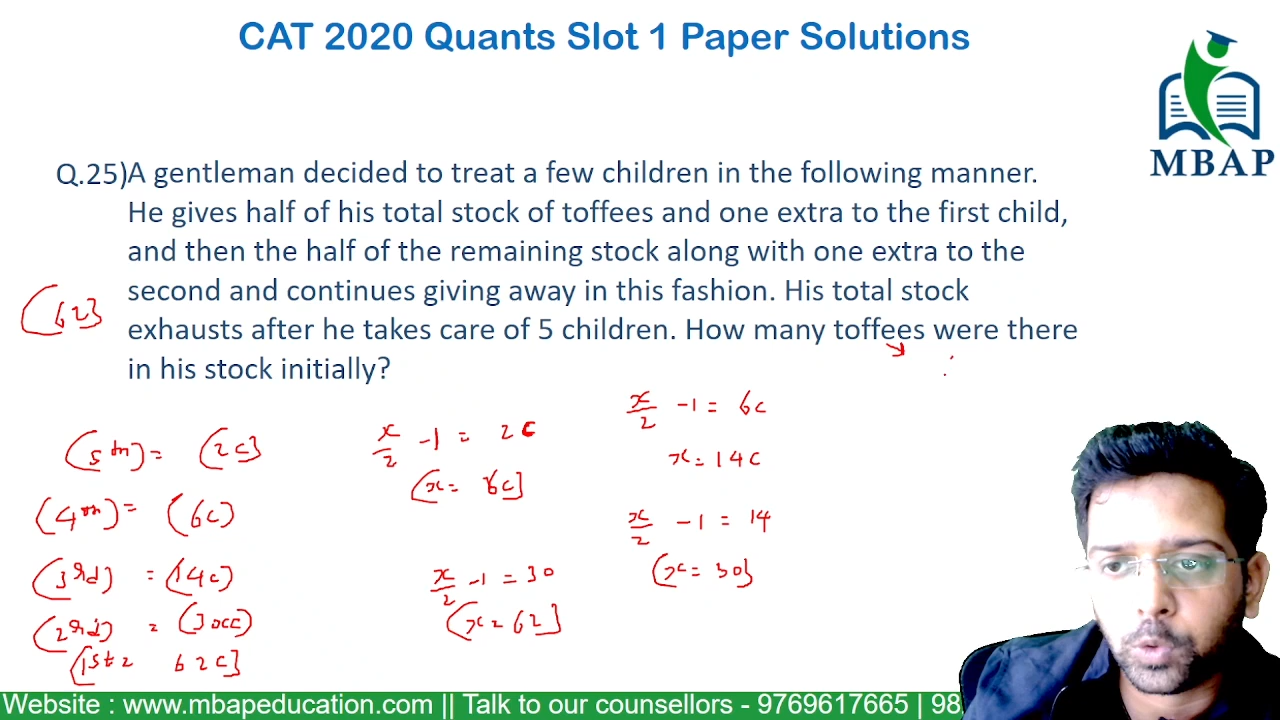 CAT 2020 Quants Slot 1 Paper Solutions
MBAP
Q.25)A gentleman decided to treat a few children in the following manner.
He gives half of his total stock of toffees and one extra to the first child,
and then the half of the remaining stock along with one extra to the
second and continues giving away in this fashion. His total stock
exhausts after he takes care of 5 children. How many toffees were there
in his stock initially?
(62)
(5th) = (2C)
(4th) = (6C)
(3rd) = (14C)
(2rd) = (30CC)
(1st = 62C]
x/2 -1 = 2C
(x = 6C]
x/2 -1 = 30
(x = 62]
x/2 -1 = 6C
x = 14C
x/2 -1 = 14
(x = 30)
Website : www.mbapeducation.com || Talk to our counsellors - 9769617665 | 98